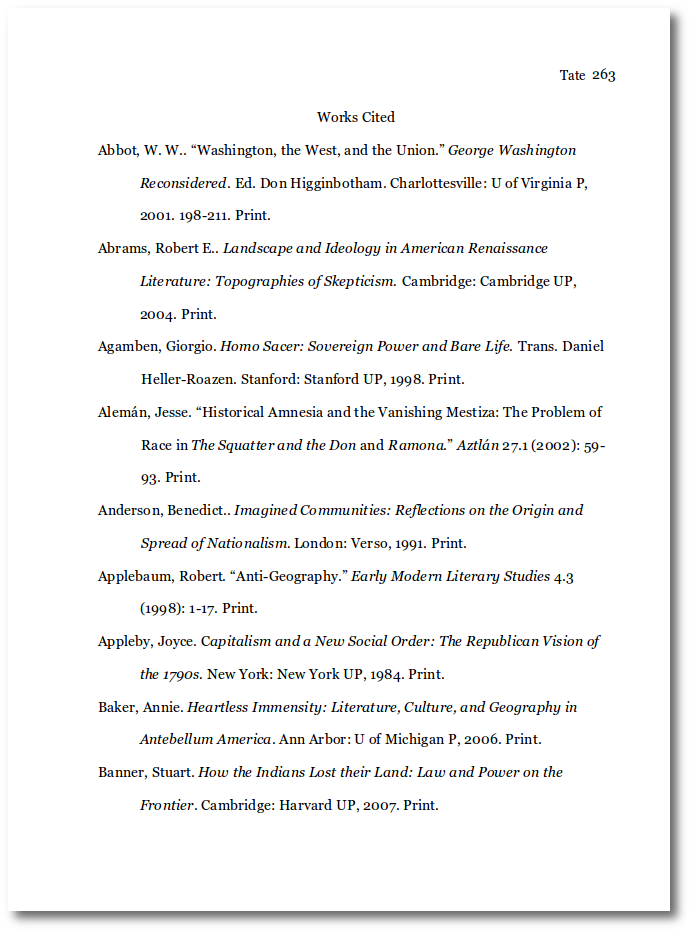 Tate 263
Works Cited
Abbot, W. W.. “Washington, the West, and the Union.” George Washington
Reconsidered. Ed. Don Higginbotham. Charlottesville: U of Virginia P,
2001. 198-211. Print.
Abrams, Robert E.. Landscape and Ideology in American Renaissance
Literature: Topographies of Skepticism. Cambridge: Cambridge UP,
2004. Print.
Agamben, Giorgio. Homo Sacer: Sovereign Power and Bare Life. Trans. Daniel
Heller-Roazen. Stanford: Stanford UP, 1998. Print.
Alemán, Jesse. “Historical Amnesia and the Vanishing Mestiza: The Problem of
Race in The Squatter and the Don and Ramona.” Aztlán 27.1 (2002): 59-
93. Print.
Anderson, Benedict.. Imagined Communities: Reflections on the Origin and
Spread of Nationalism. London: Verso, 1991. Print.
Applebaum, Robert. “Anti-Geography.” Early Modern Literary Studies 4.3
(1998): 1-17. Print.
Appleby, Joyce. Capitalism and a New Social Order: The Republican Vision of
the 1790s. New York: New York UP, 1984. Print.
Baker, Annie. Heartless Immensity: Literature, Culture, and Geography in
Antebellum America. Ann Arbor: U of Michigan P, 2006. Print.
Banner, Stuart. How the Indians Lost their Land: Law and Power on the
Frontier. Cambridge: Harvard UP, 2007. Print.